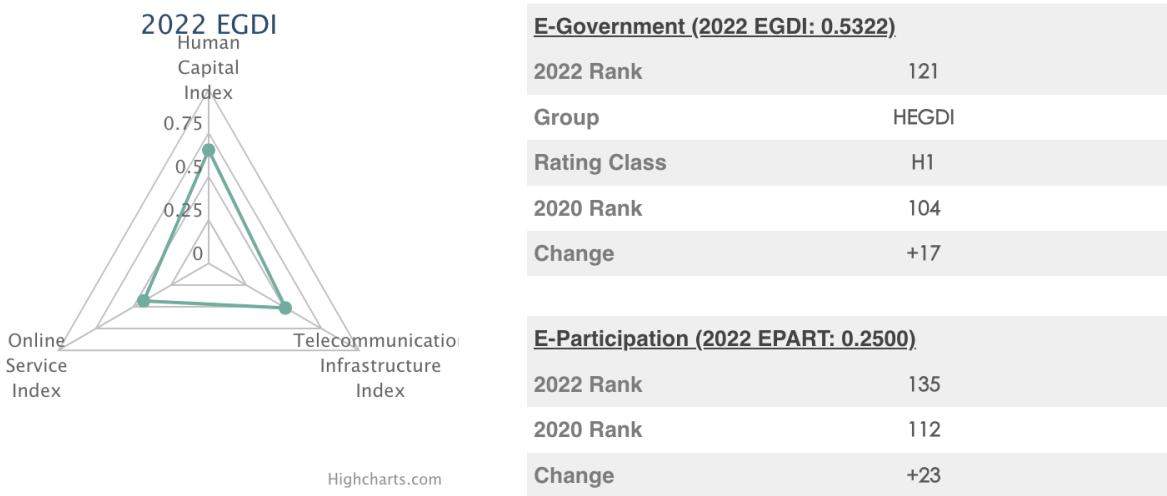 2022 EGDI
Human
Capital
Index
0.75
0.5
0.25
0
Online
Service
Index
Telecommunicatio
Infrastructure
Index
Highcharts.com
E-Government (2022 EGDI: 0.5322)
2022 Rank 121
Group HEGDI
Rating Class H1
2020 Rank 104
Change +17
E-Participation (2022 EPART: 0.2500)
2022 Rank 135
2020 Rank 112
Change +23